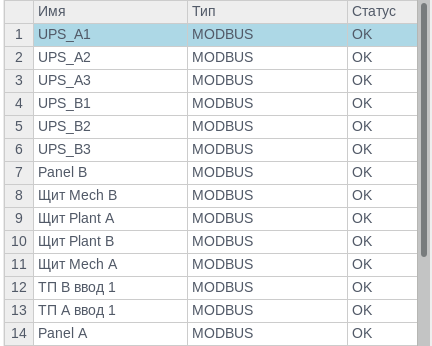 Имя Тип Статус
1 UPS_A1 MODBUS OK
2 UPS_A2 MODBUS OK
3 UPS_A3 MODBUS OK
4 UPS_B1 MODBUS OK
5 UPS_B2 MODBUS OK
6 UPS_B3 MODBUS OK
7 Panel B MODBUS OK
8 Щит Mech B MODBUS OK
9 Щит Plant A MODBUS OK
10 Щит Plant B MODBUS OK
11 Щит Mech A MODBUS OK
12 ТП B ввод 1 MODBUS OK
13 ТП A ввод 1 MODBUS OK
14 Panel A MODBUS OK